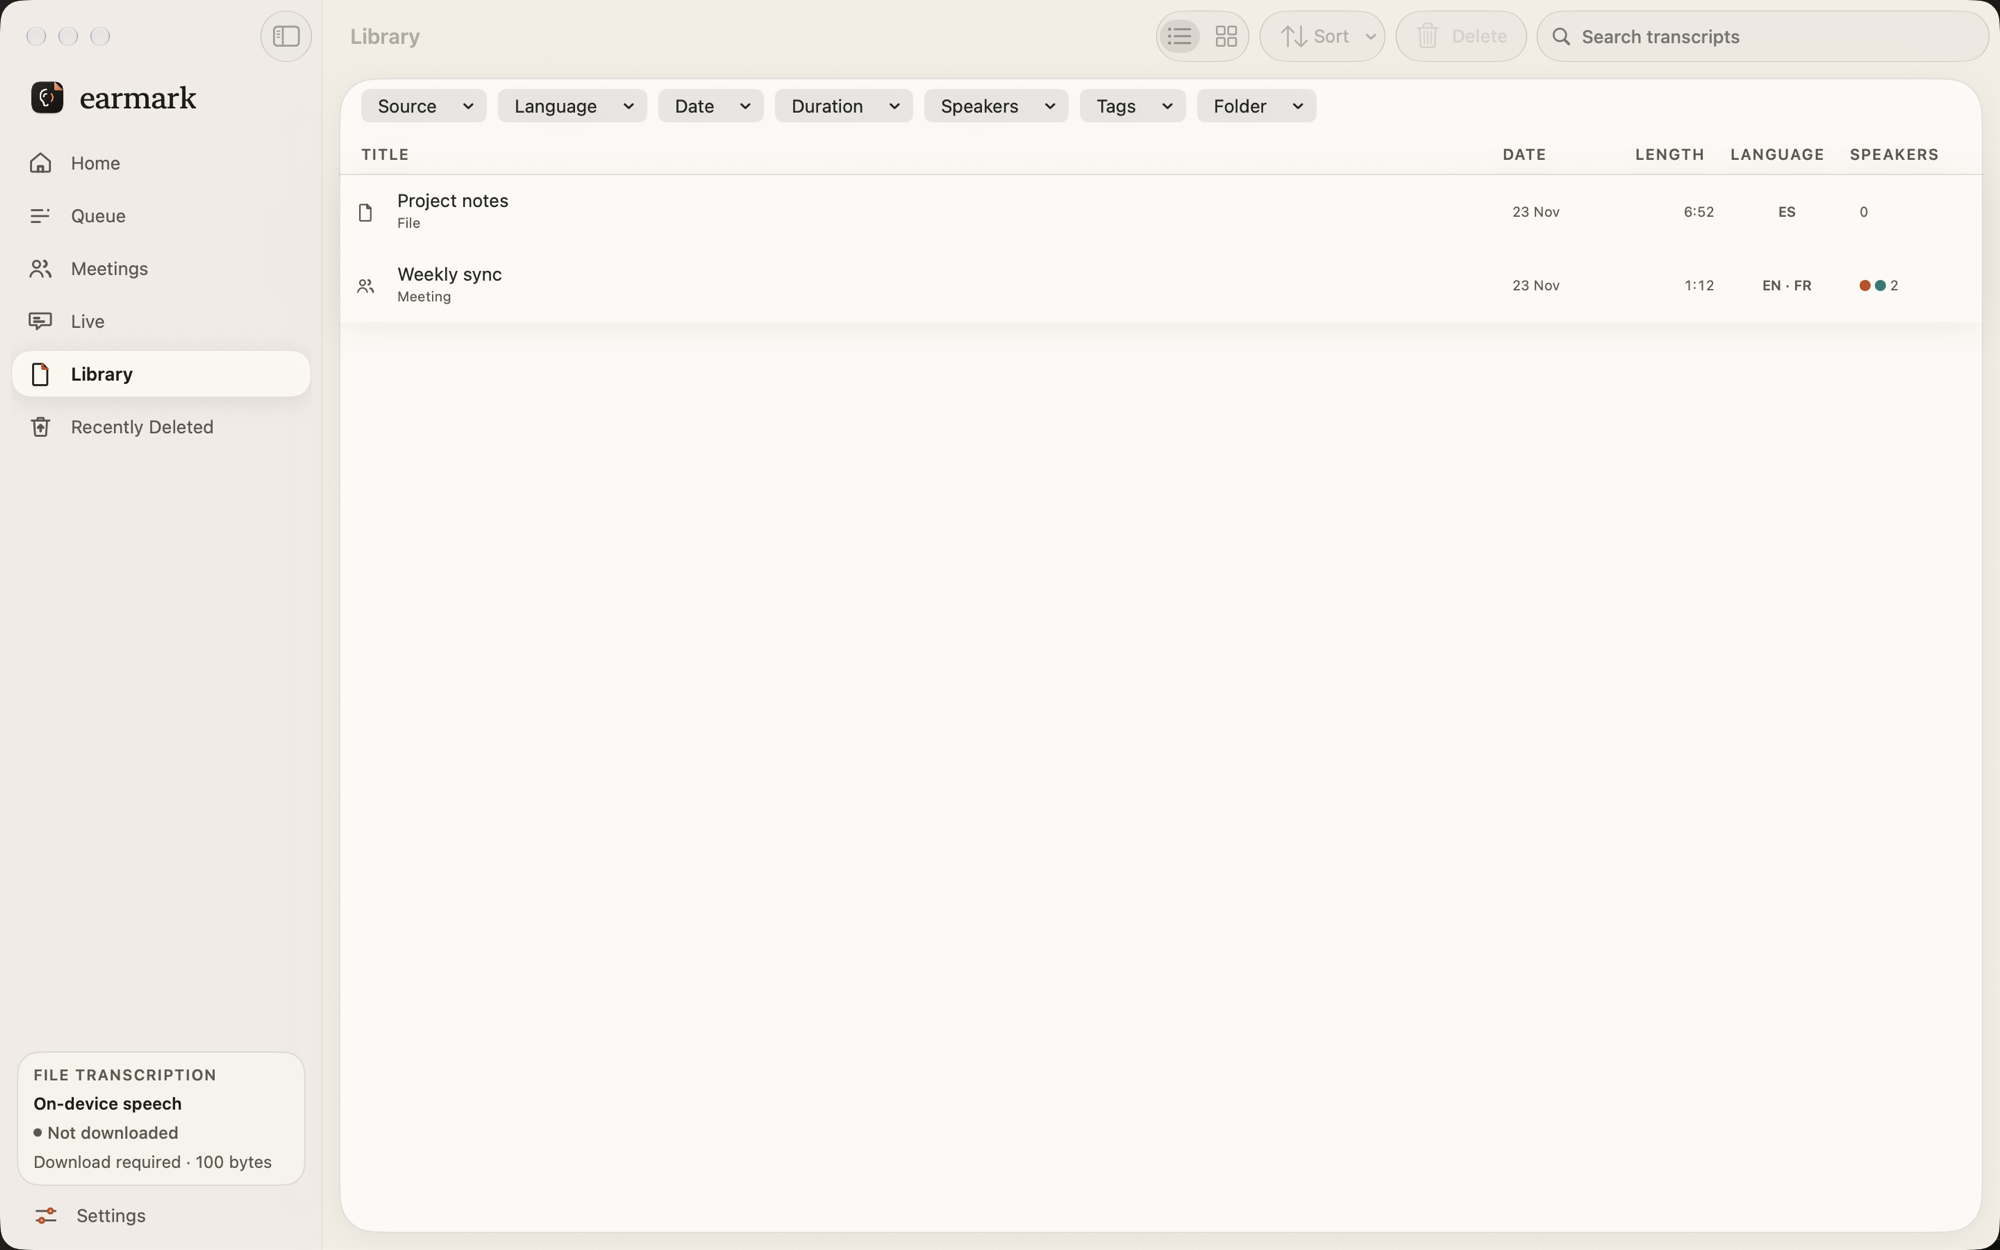 Library
Sort
Delete
Search transcripts
earmark
Home
Queue
Meetings
Live
Library
Recently Deleted
FILE TRANSCRIPTION
On-device speech
Not downloaded
Download required · 100 bytes
Settings
Source Language Date Duration Speakers Tags Folder
TITLE DATE LENGTH LANGUAGE SPEAKERS
Project notes
File
23 Nov 6:52 ES 0
Weekly sync
Meeting
23 Nov 1:12 EN · FR 2